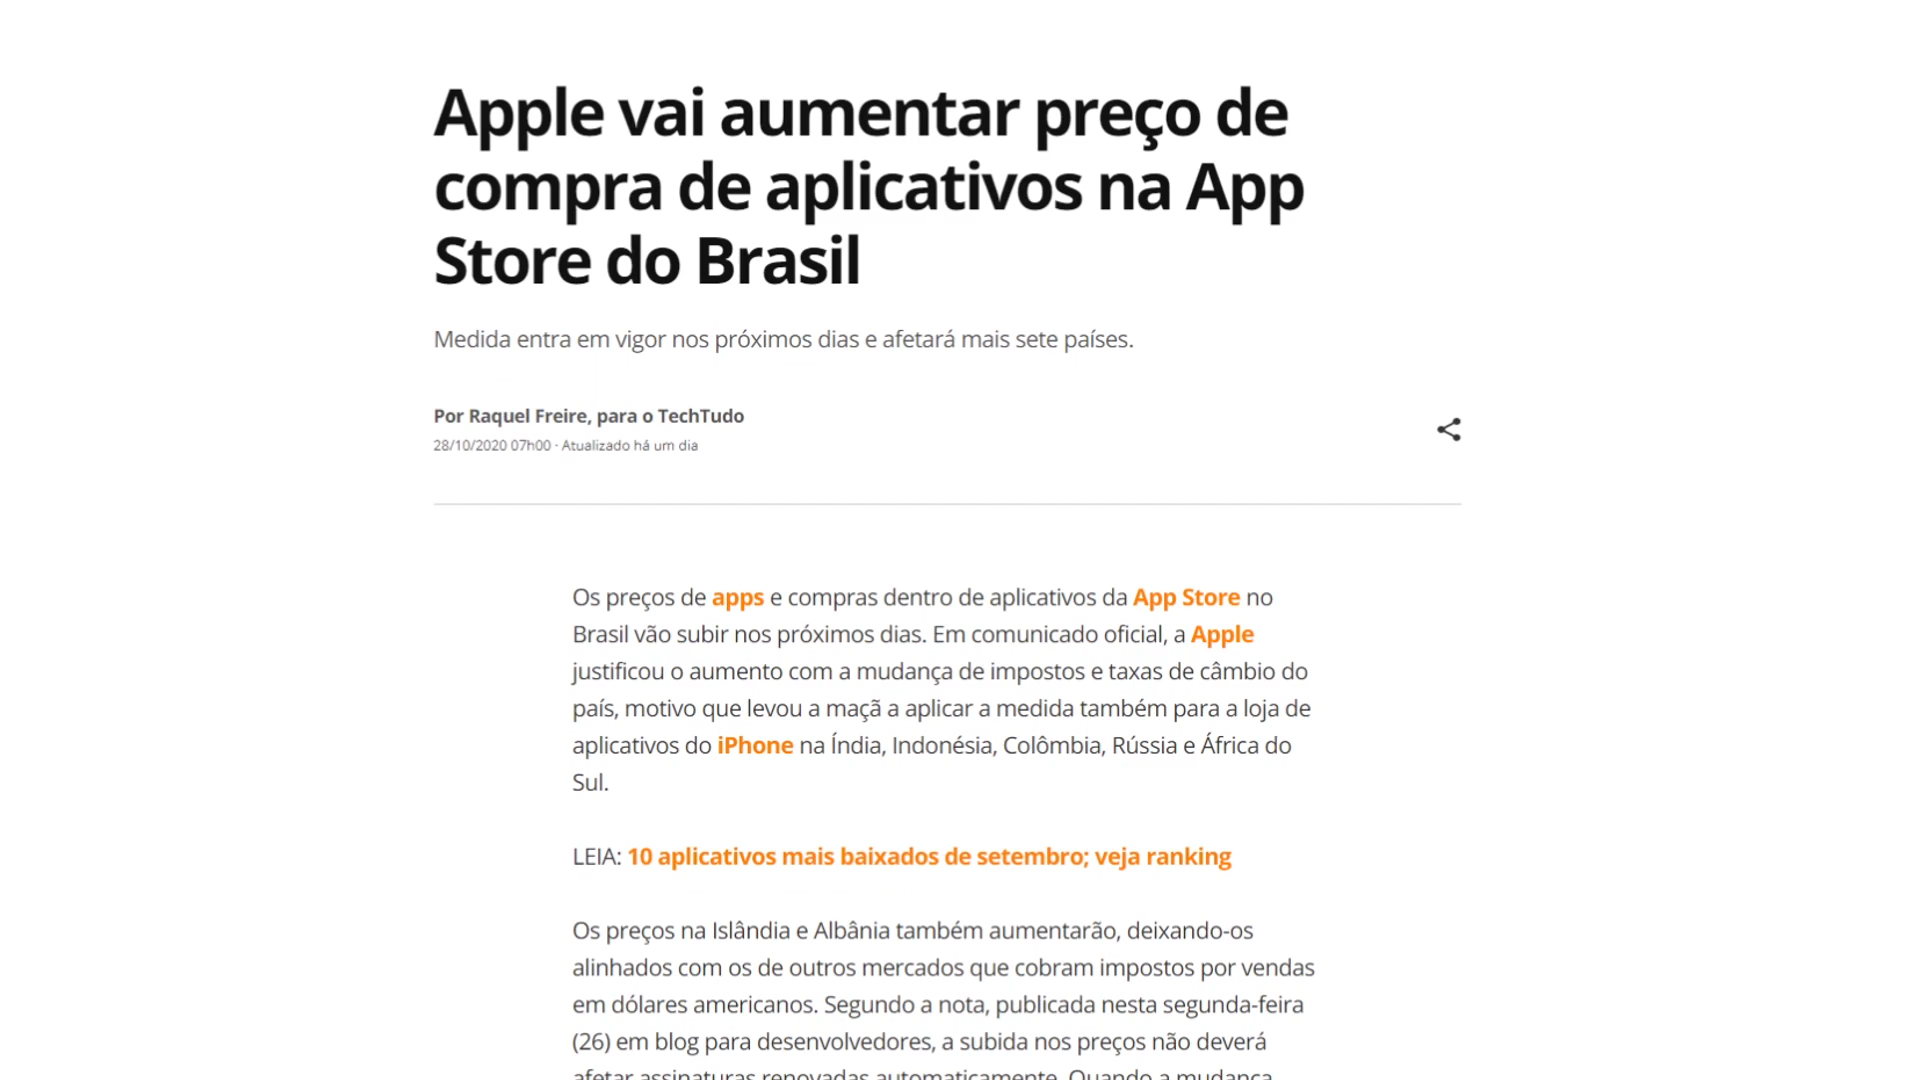 Apple vai aumentar preço de
compra de aplicativos na App
Store do Brasil
Medida entra em vigor nos próximos dias e afetará mais sete países.
Por Raquel Freire, para o TechTudo
28/10/2020 07h00 · Atualizado há um dia
Os preços de apps e compras dentro de aplicativos da App Store no
Brasil vão subir nos próximos dias. Em comunicado oficial, a Apple
justificou o aumento com a mudança de impostos e taxas de câmbio do
país, motivo que levou a maçã a aplicar a medida também para a loja de
aplicativos do iPhone na Índia, Indonésia, Colômbia, Rússia e África do
Sul.
LEIA: 10 aplicativos mais baixados de setembro; veja ranking
Os preços na Islândia e Albânia também aumentarão, deixando-os
alinhados com os de outros mercados que cobram impostos por vendas
em dólares americanos. Segundo a nota, publicada nesta segunda-feira
(26) em blog para desenvolvedores, a subida nos preços não deverá
afetar assinaturas renovadas automaticamente. Quando a mudança